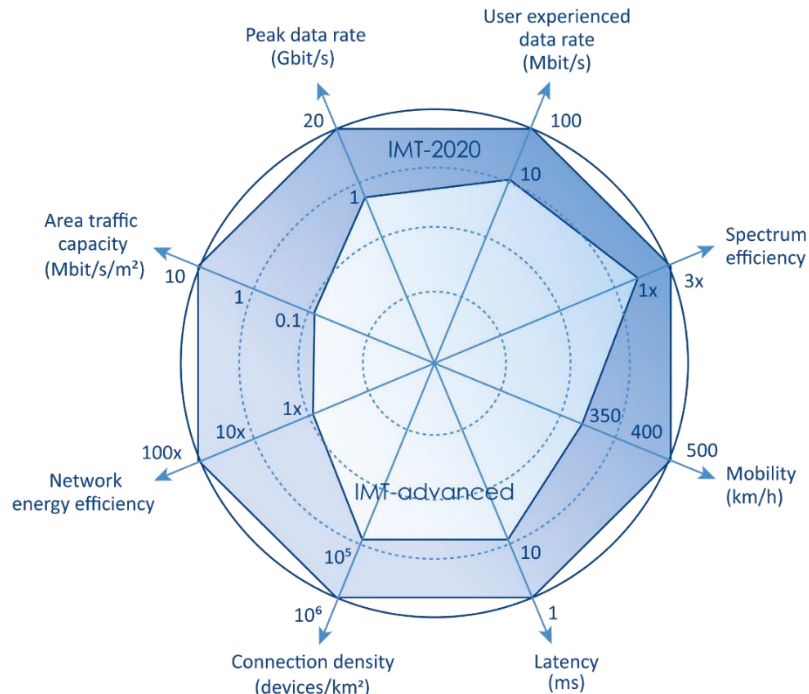 Peak data rate
(Gbit/s)
User experienced
data rate
(Mbit/s)
20
100
IMT-2020
1
10
Area traffic
capacity
(Mbit/s/m²)
Spectrum
efficiency
10
1
0.1
1x
3x
1x
10x
100x
350
400
500
Network
energy efficiency
Mobility
(km/h)
IMT-advanced
10⁵
10
10⁶
1
Connection density
(devices/km²)
Latency
(ms)